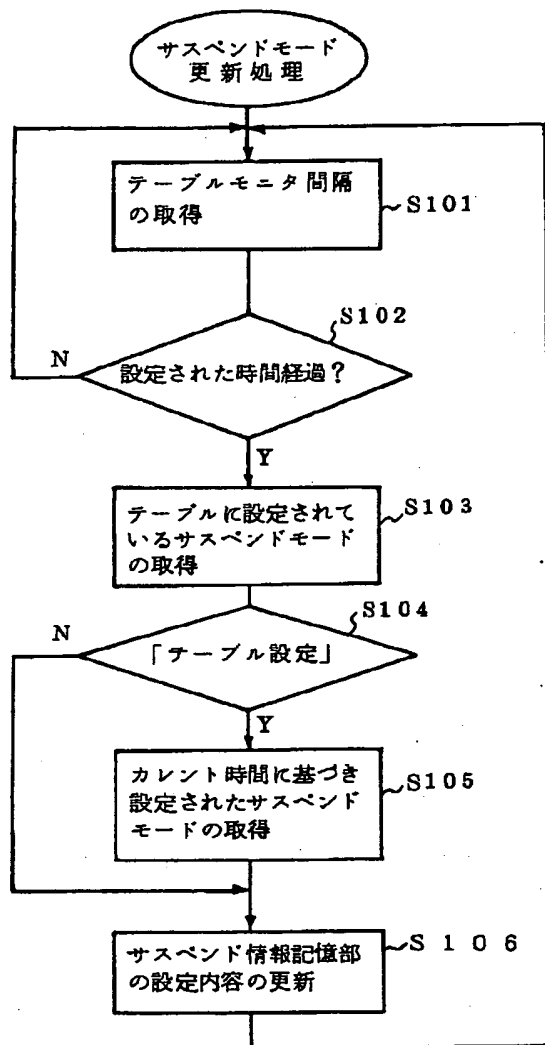 サスペンドモード
更新処理
テーブルモニタ間隔
の取得
S101
S102
N
設定された時間経過？
Y
テーブルに設定されて
いるサスペンドモード
の取得
S103
S104
N
「テーブル設定」
Y
カレント時間に基づき
設定されたサスペンド
モードの取得
S105
サスペンド情報記憶部
の設定内容の更新
S106